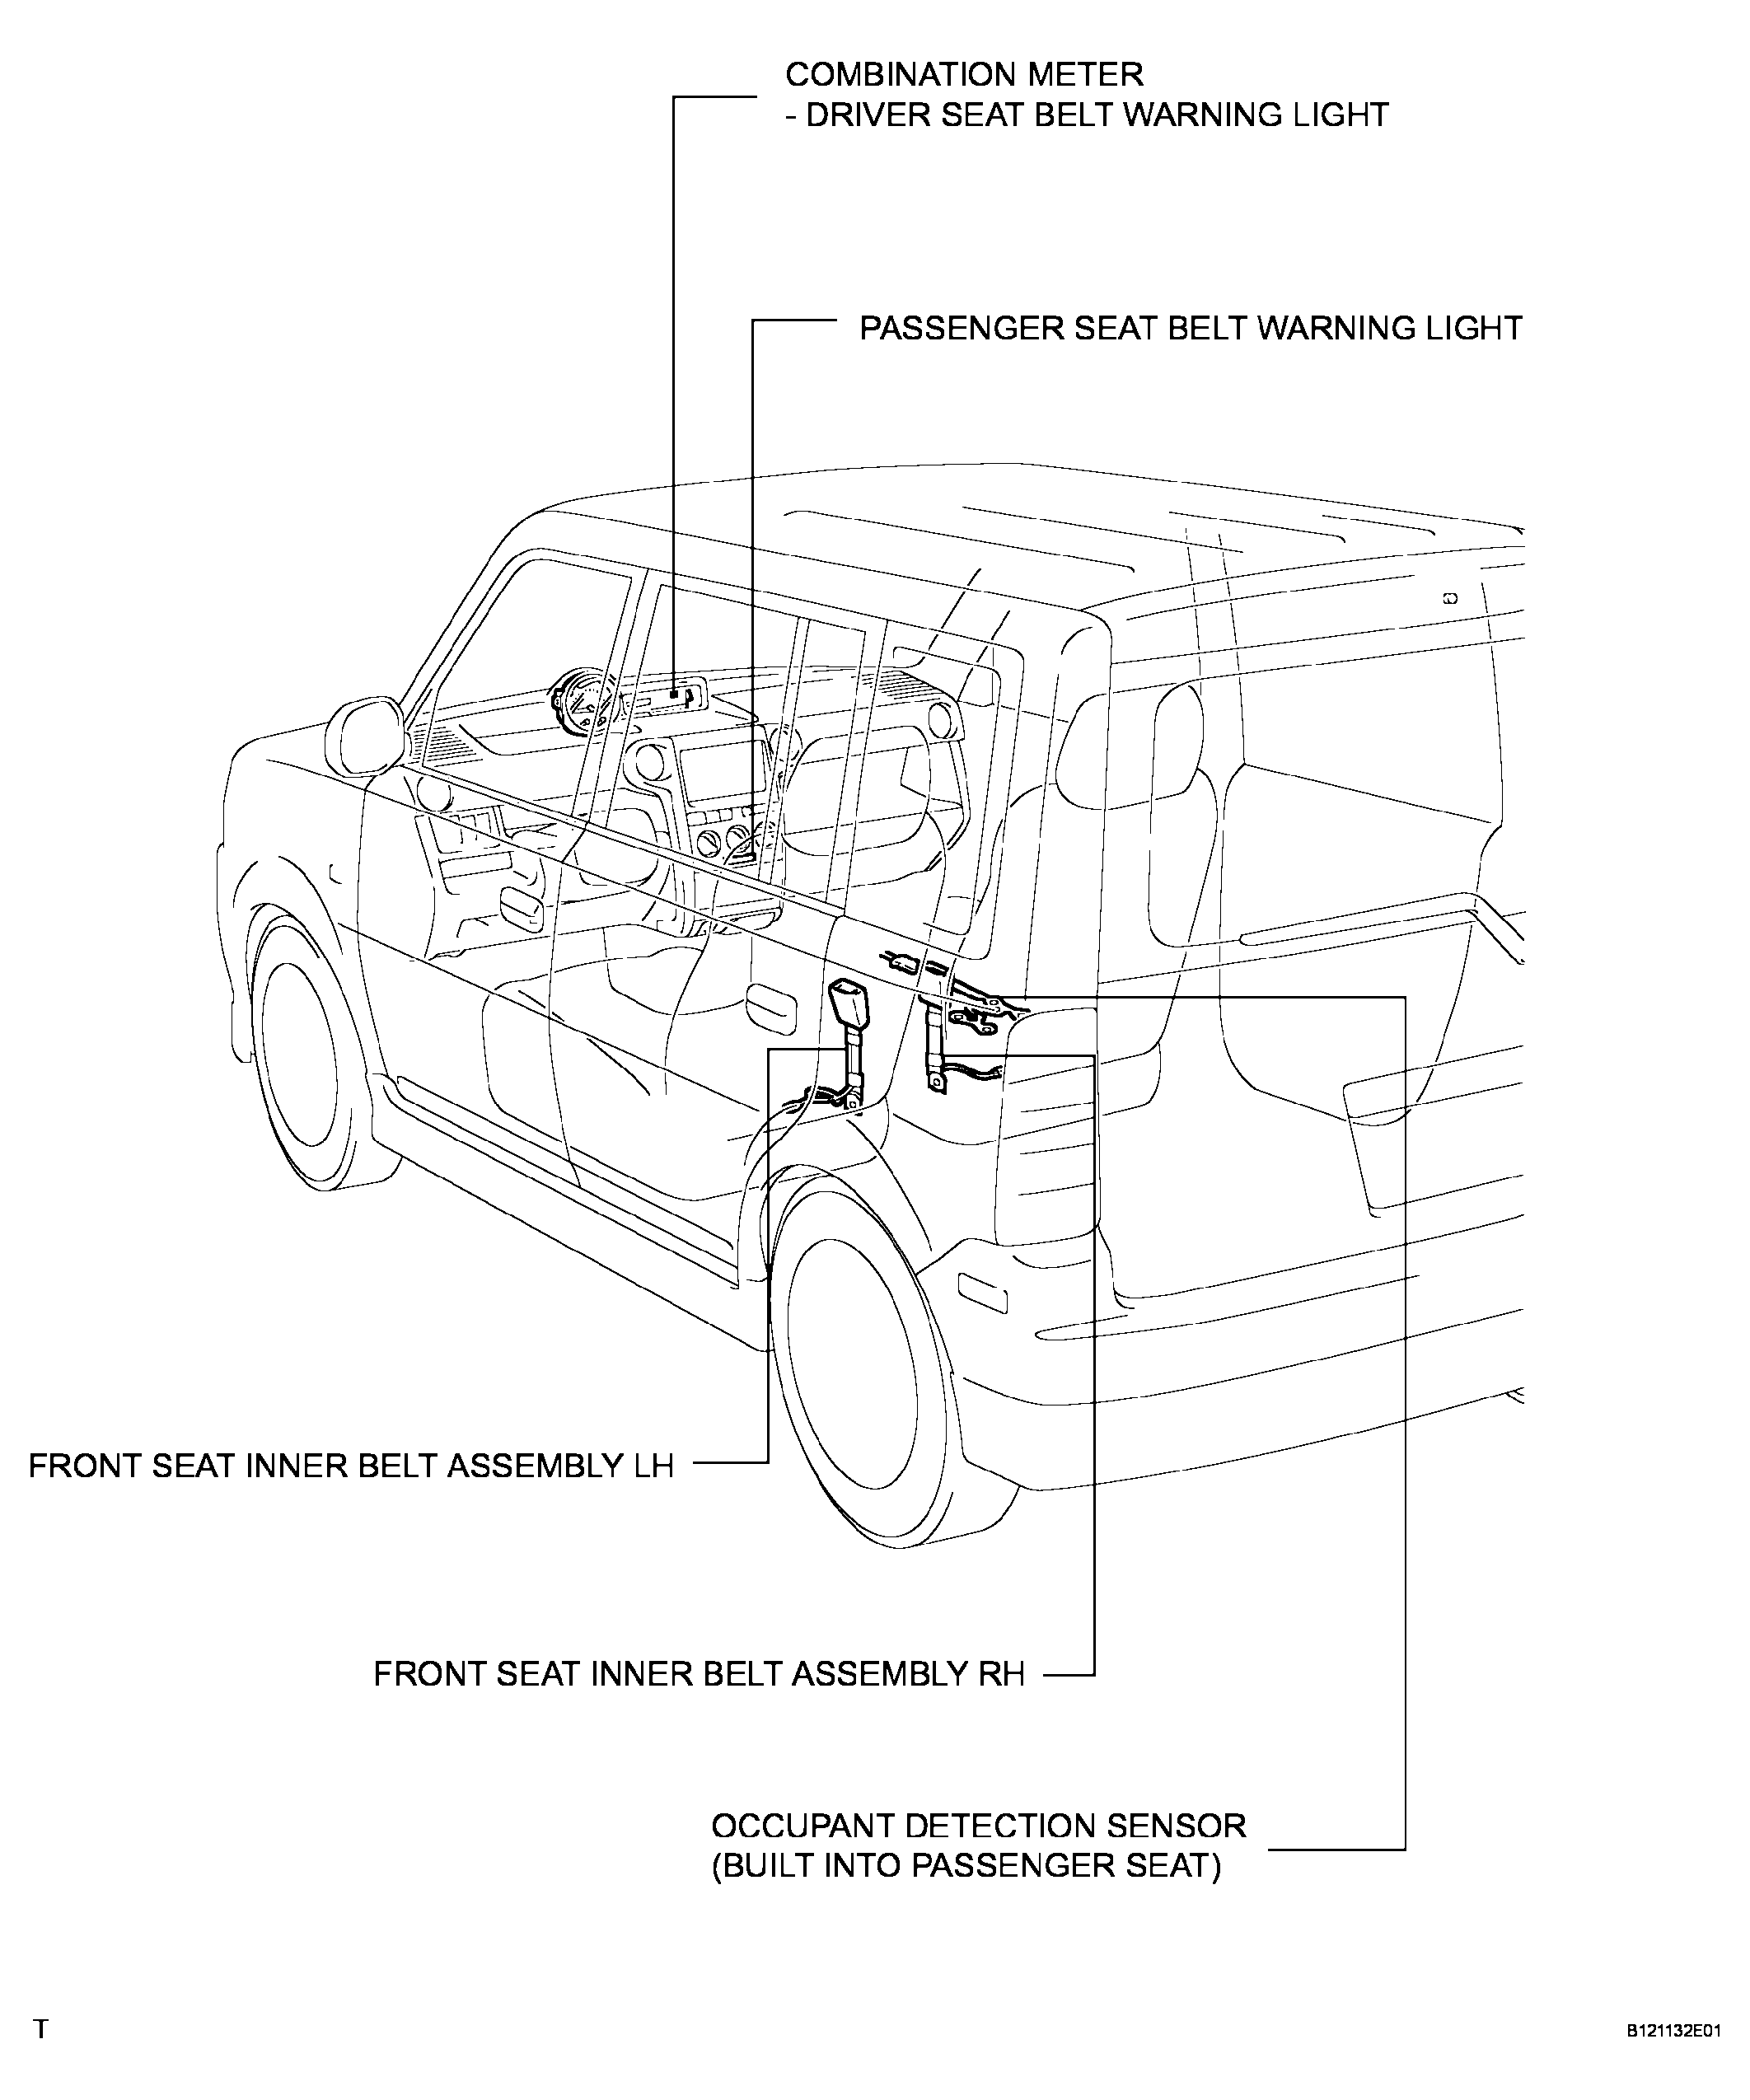 COMBINATION METER
- DRIVER SEAT BELT WARNING LIGHT
PASSENGER SEAT BELT WARNING LIGHT
FRONT SEAT INNER BELT ASSEMBLY LH
FRONT SEAT INNER BELT ASSEMBLY RH
OCCUPANT DETECTION SENSOR
(BUILT INTO PASSENGER SEAT)
T
B121132E01